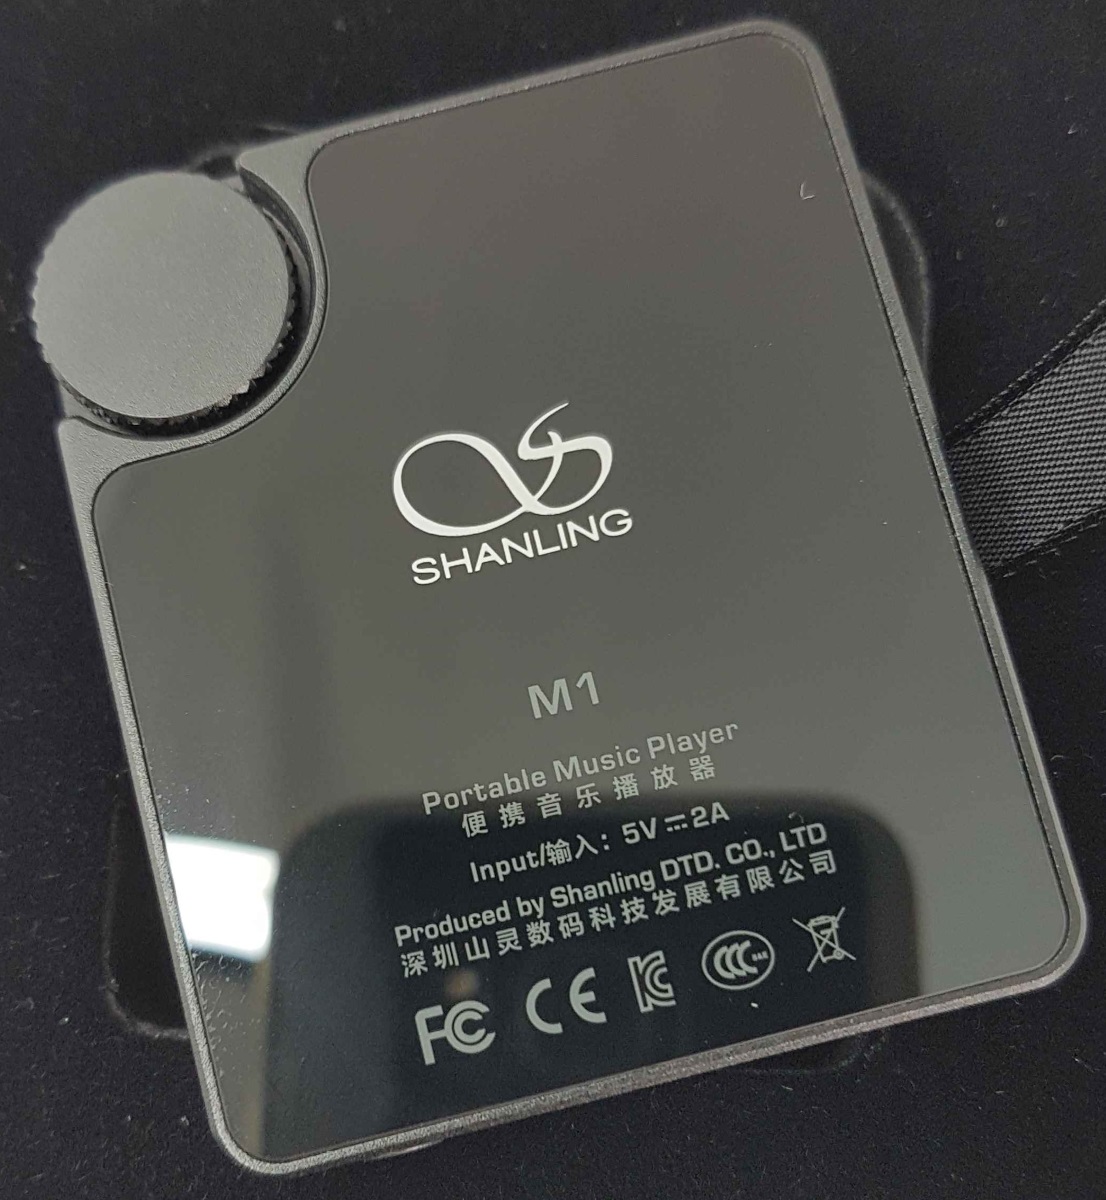 SHANLING
M1
Portable Music Player
便携音乐播放器
Input/输入：5V⎓2A
Produced by Shanling DTD. CO., LTD
深圳山灵数码科技发展有限公司
FC CE KC CCC